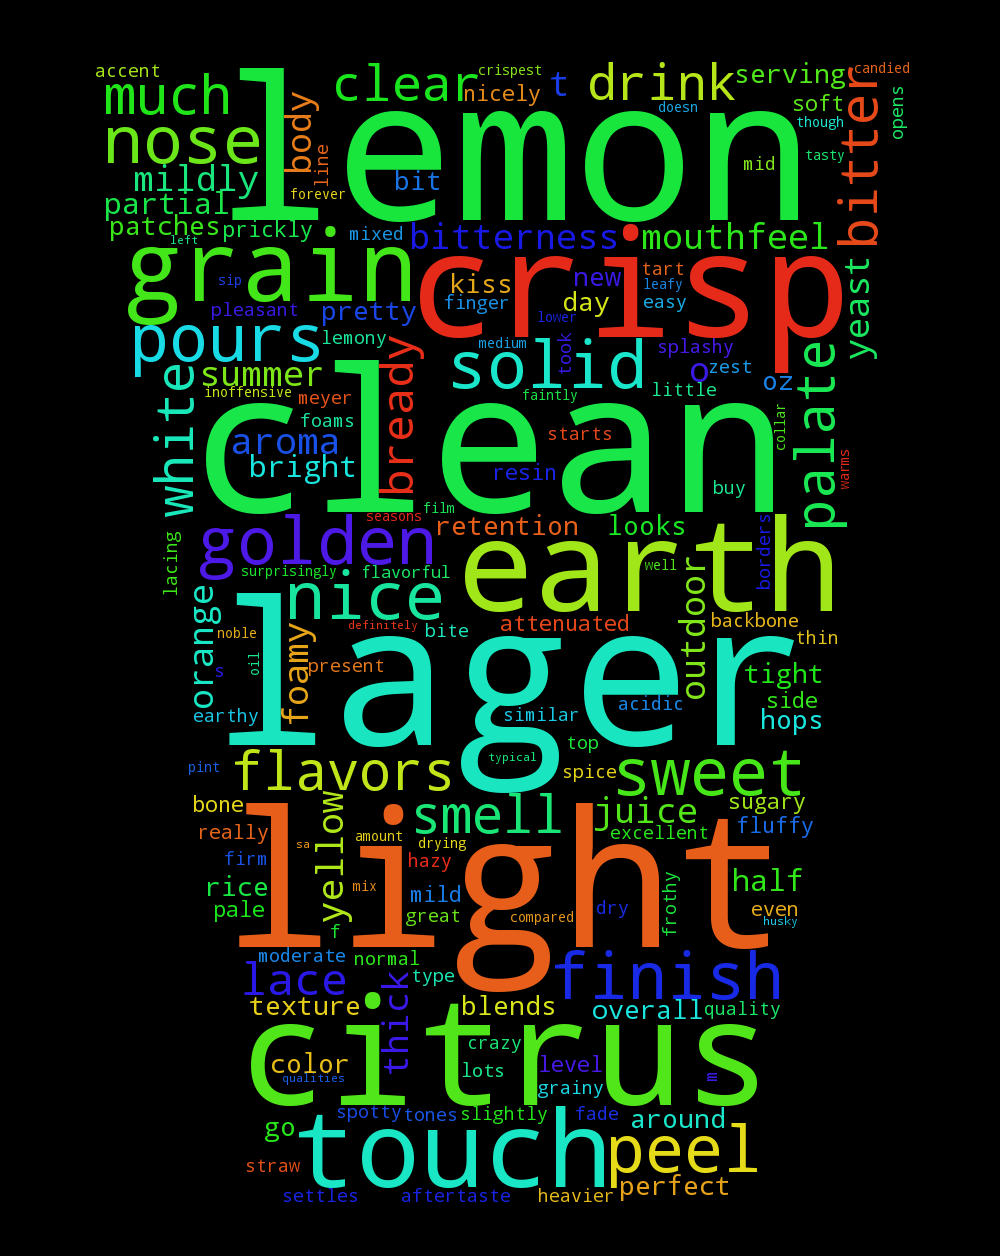 accent
much
lemon
clear
crispest
nicely
t
drink
serving
candied
nose
body
line
doesn
soft
though
bitter
opens
mildly
forever
bit
mid
tasty
partial
patches
left
prickly
mixed
bitterness
mouthfeel
grain
sip
pleasant
pretty
crisp
kiss
finger
new
day
tart
leafy
easy
yeast
pours
lemony
lower
medium
took
solid
splashy
o
zest
oz
white
summer
inoffensive
meyer
bready
clean
faintly
little
palate
foams
aroma
bright
starts
resin
collar
buy
warms
film
seasons
golden
retention
looks
lacing
surprisingly
flavorful
earth
well
borders
orange
nice
noble
definitely
bite
attenuated
outdoor
backbone
thin
oil
s
foamy
present
lager
tight
side
earthy
similar
acidic
hops
top
typical
pint
flavors
spice
sweet
bone
yellow
smell
juice
sugary
really
sa
amount
drying
excellent
fluffy
firm
hazy
light
rice
mix
mild
frothy
half
pale
f
great
compared
dry
even
husky
moderate
normal
lace
type
finish
texture
thick
blends
overall
quality
citrus
crazy
color
qualities
lots
level
grainy
m
spotty
tones
slightly
fade
around
go
touch
peel
straw
perfect
settles
aftertaste
heavier